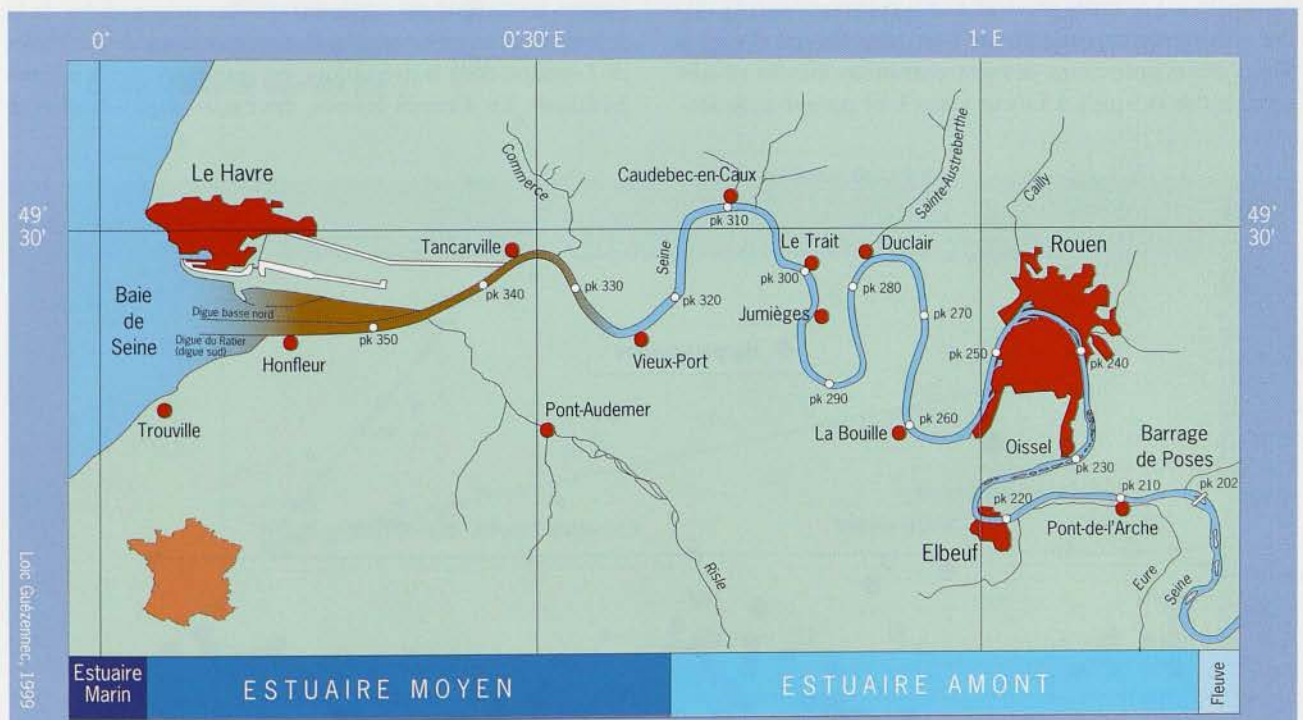 0°
0°30' E
1° E
49°
30'
49°
30'
Commerce
Caudebec-en-Caux
Sainte-Austreberthe
Cailly
Le Havre
pk 310
Tancarville
Seine
Le Trait
Duclair
Rouen
pk 300
pk 280
pk 340
pk 330
pk 320
Baie
de
Seine
Digue basse nord
Jumièges
pk 270
Digue du Ratier
(digue sud)
pk 350
Honfleur
Vieux-Port
pk 250
pk 240
pk 290
Trouville
Pont-Audemer
La Bouille
pk 260
Oissel
Barrage
de Poses
pk 230
pk 220
pk 210
pk 202
Elbeuf
Pont-de-l'Arche
Risle
Eure
Seine
Loïc Guézennec, 1999
Estuaire
Marin
ESTUAIRE MOYEN
ESTUAIRE AMONT
Fleuve